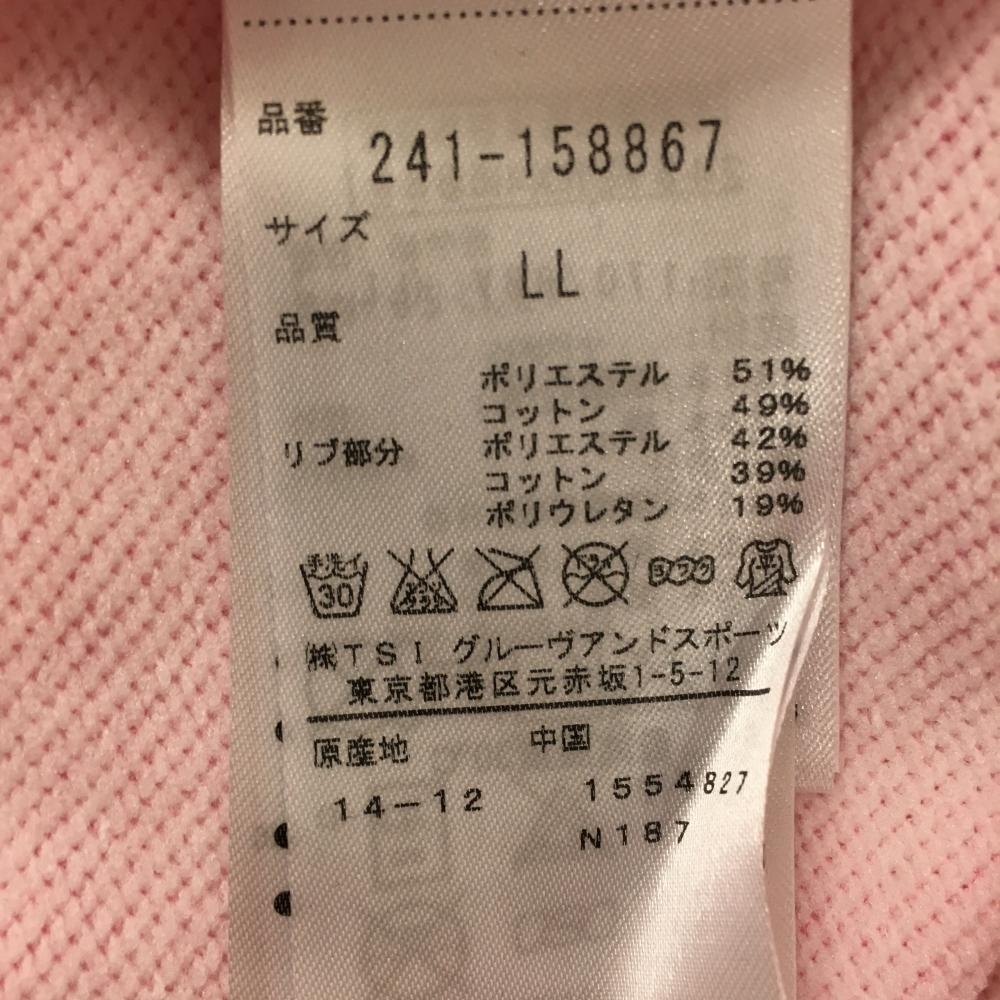 品番
241-158867
サイズ
LL
品質
ポリエステル 51%
コットン 49%
リブ部分 ポリエステル 42%
コットン 39%
ポリウレタン 19%
手洗イ 30
㈱TSI グルーヴアンドスポーツ
東京都港区元赤坂1-5-12
原産地 中国
14-12 1554827
N187